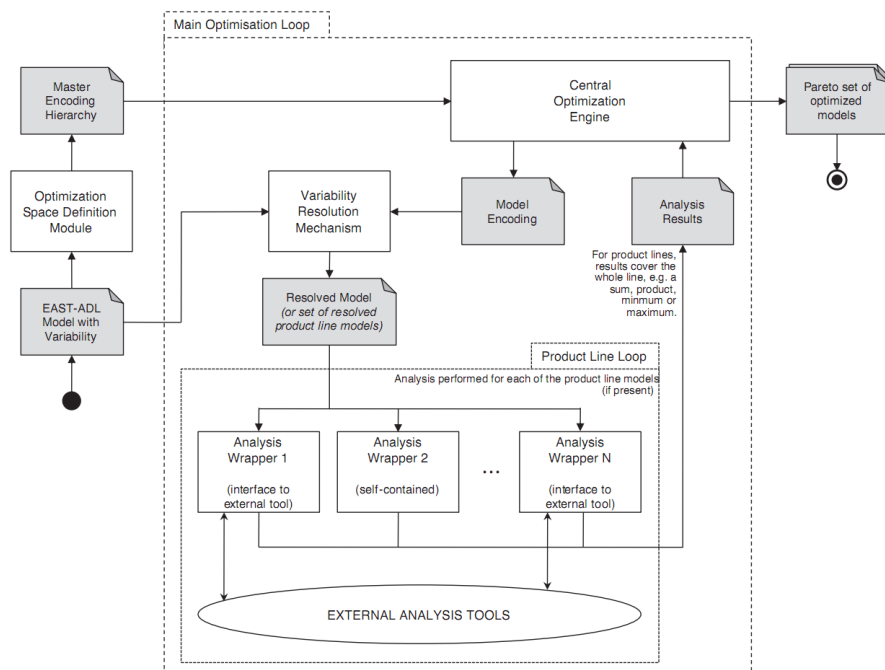 Main Optimisation Loop
Master
Encoding
Hierarchy
Central
Optimization
Engine
Pareto set of
optimized
models
Optimization
Space Definition
Module
Variability
Resolution
Mechanism
Model
Encoding
Analysis
Results
For product lines,
results cover the
whole line, e.g. a
sum, product,
minmum or
maximum.
EAST-ADL
Model with
Variability
Resolved Model
(or set of resolved
product line models)
Product Line Loop
Analysis performed for each of the product line models
(if present)
Analysis
Wrapper 1
(interface to
external tool)
Analysis
Wrapper 2
(self-contained)
...
Analysis
Wrapper N
(interface to
external tool)
EXTERNAL ANALYSIS TOOLS